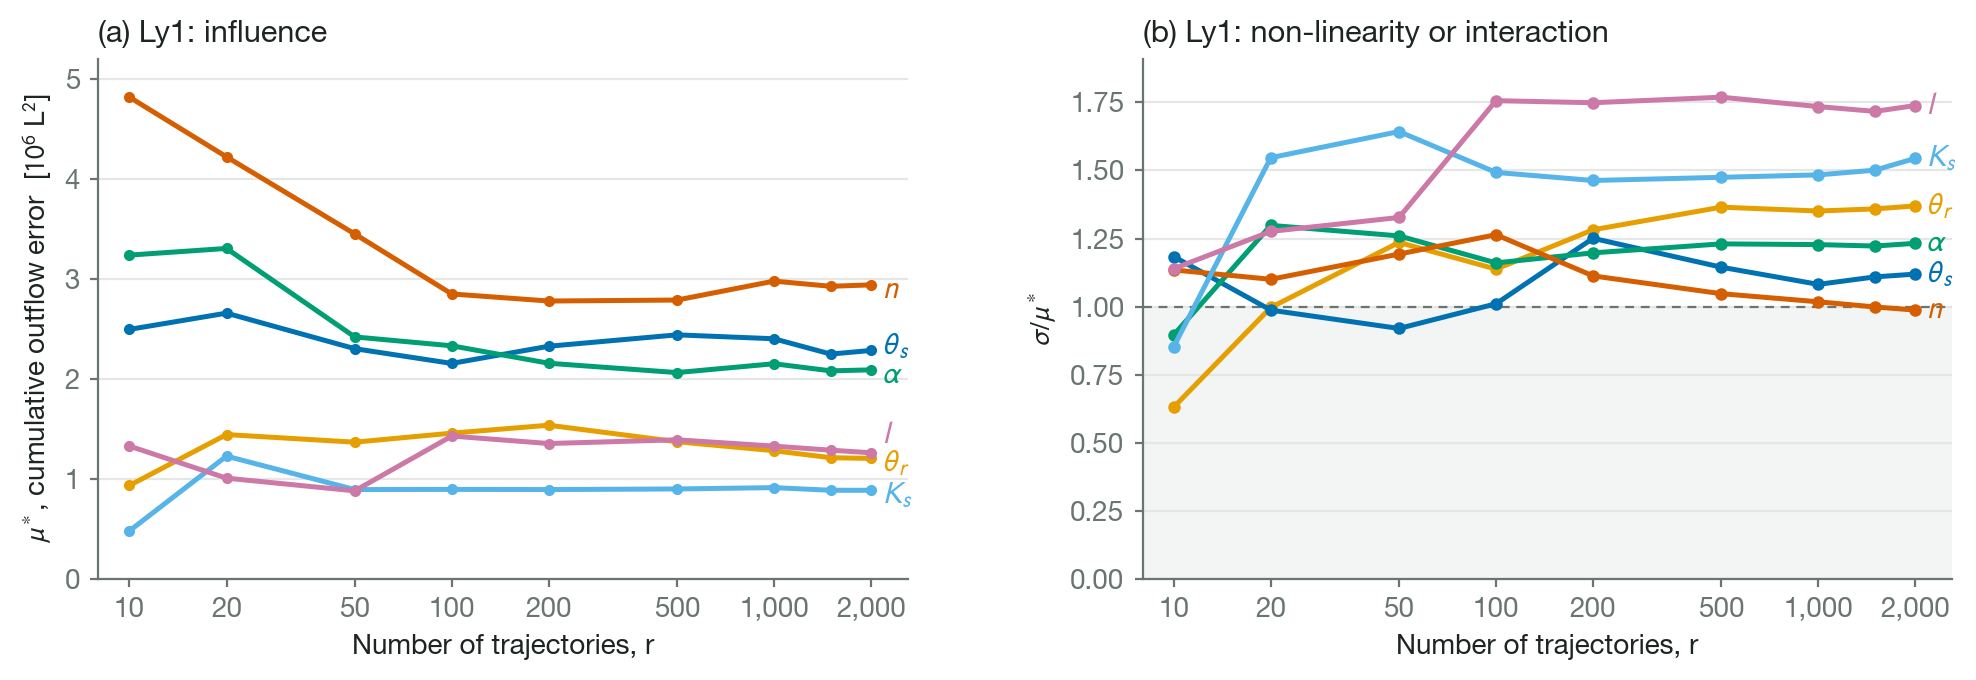 (a) Ly1: influence
μ*, cumulative outflow error [10⁶ L²]
5
4
3
2
1
0
n
θₛ
α
l
θᵣ
Kₛ
10 20 50 100 200 500 1,000 2,000
Number of trajectories, r
(b) Ly1: non-linearity or interaction
σ/μ*
1.75
1.50
1.25
1.00
0.75
0.50
0.25
0.00
l
Kₛ
θᵣ
α
θₛ
n
10 20 50 100 200 500 1,000 2,000
Number of trajectories, r